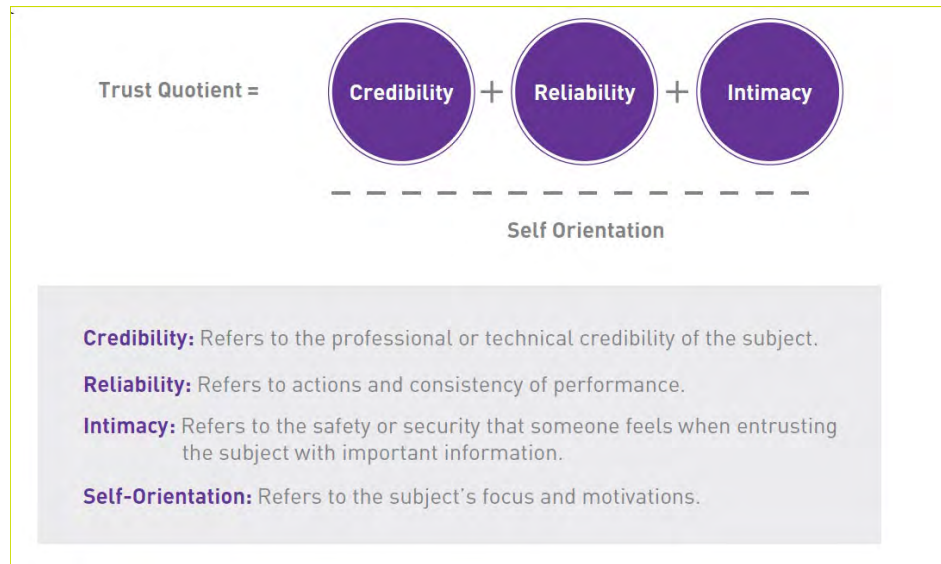 Trust Quotient = Credibility + Reliability + Intimacy
Self Orientation
Credibility: Refers to the professional or technical credibility of the subject.
Reliability: Refers to actions and consistency of performance.
Intimacy: Refers to the safety or security that someone feels when entrusting
the subject with important information.
Self-Orientation: Refers to the subject's focus and motivations.